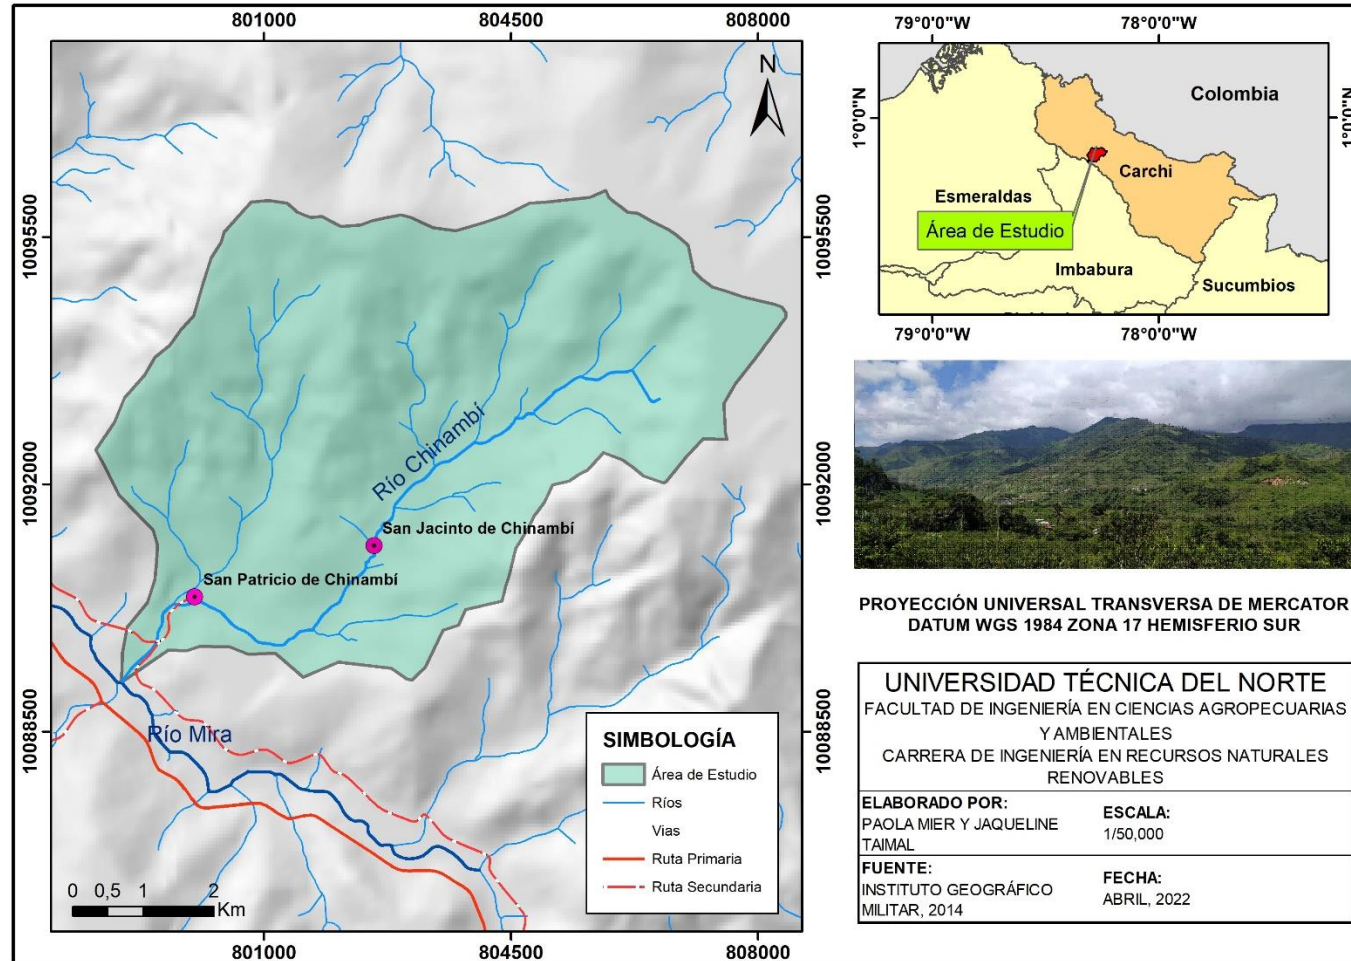 801000
804500
808000
N
10095500
10092000
10088500
10095500
10092000
10088500
Río Chinambí
San Jacinto de Chinambí
San Patricio de Chinambí
Río Mira
SIMBOLOGÍA
Área de Estudio
Ríos
Vias
Ruta Primaria
Ruta Secundaria
0 0,5 1 2
Km
801000
804500
808000
79°0'0"W
78°0'0"W
1°0'0"N
1°0'0"N
Colombia
Carchi
Esmeraldas
Área de Estudio
Imbabura
Sucumbios
79°0'0"W
78°0'0"W
PROYECCIÓN UNIVERSAL TRANSVERSA DE MERCATOR
DATUM WGS 1984 ZONA 17 HEMISFERIO SUR
UNIVERSIDAD TÉCNICA DEL NORTE
FACULTAD DE INGENIERÍA EN CIENCIAS AGROPECUARIAS
Y AMBIENTALES
CARRERA DE INGENIERÍA EN RECURSOS NATURALES
RENOVABLES
ELABORADO POR:
PAOLA MIER Y JAQUELINE
TAIMAL
ESCALA:
1/50,000
FUENTE:
INSTITUTO GEOGRÁFICO
MILITAR, 2014
FECHA:
ABRIL, 2022